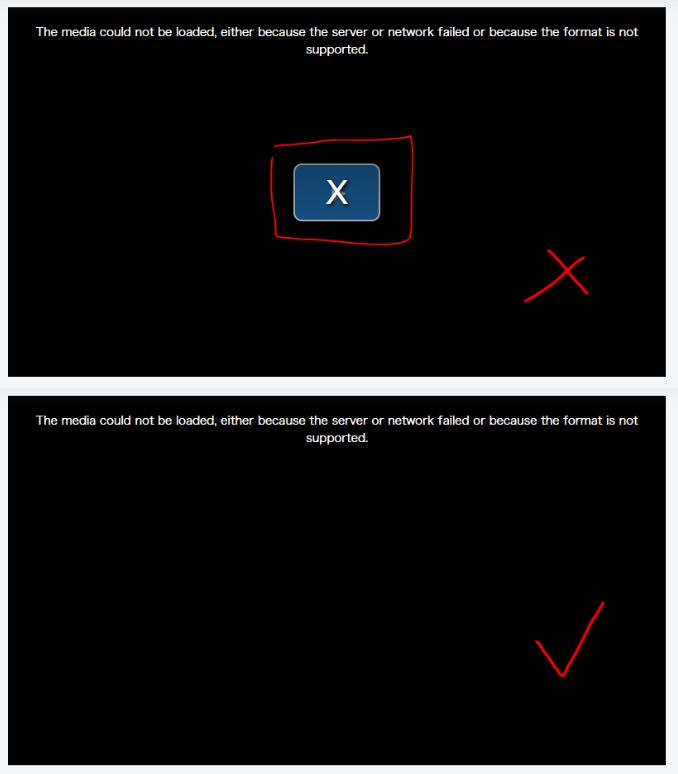 The media could not be loaded, either because the server or network failed or because the format is not
supported.
X
The media could not be loaded, either because the server or network failed or because the format is not
supported.